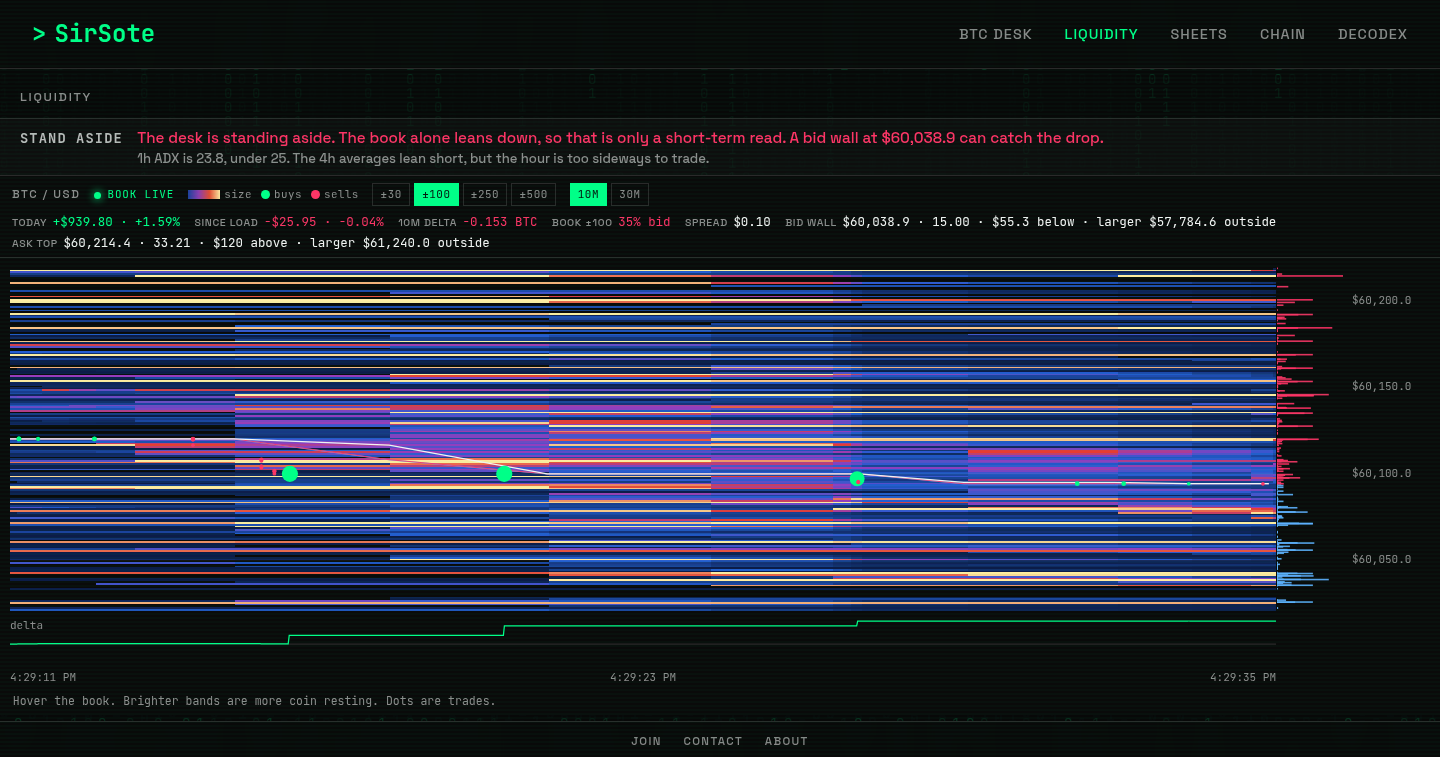 > SirSote
BTC DESK LIQUIDITY SHEETS CHAIN DECODEX
LIQUIDITY
STAND ASIDE The desk is standing aside. The book alone leans down, so that is only a short-term read. A bid wall at $60,038.9 can catch the drop.
1h ADX is 23.8, under 25. The 4h averages lean short, but the hour is too sideways to trade.
BTC / USD BOOK LIVE size buys sells ±30 ±100 ±250 ±500 10M 30M
TODAY +$939.80 · +1.59% SINCE LOAD -$25.95 · -0.04% 10M DELTA -0.153 BTC BOOK ±100 35% bid SPREAD $0.10 BID WALL $60,038.9 · 15.00 · $55.3 below · larger $57,784.6 outside
ASK TOP $60,214.4 · 33.21 · $120 above · larger $61,240.0 outside
$60,200.0
$60,150.0
$60,100.0
$60,050.0
delta
4:29:11 PM 4:29:23 PM 4:29:35 PM
Hover the book. Brighter bands are more coin resting. Dots are trades.
JOIN CONTACT ABOUT